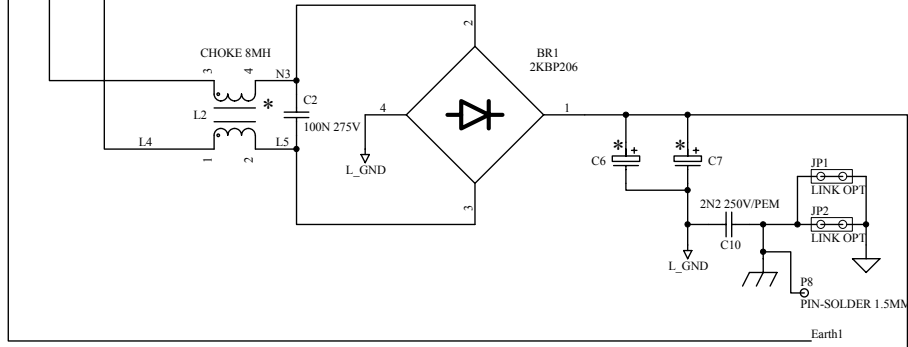 2
CHOKE 8MH
BR1
2KBP206
3
4
N3
C2
*
L2
4
1
100N 275V
L4
L5
1
2
L_GND
*
+
*
+
C6
C7
JP1
LINK OPT
3
2N2 250V/PEM
JP2
LINK OPT
C10
L_GND
P8
PIN-SOLDER 1.5MM
Earth1